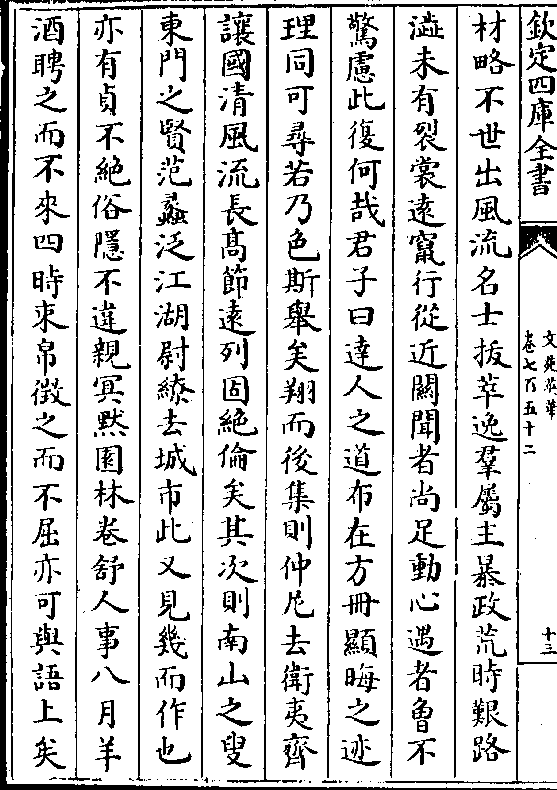 欽定四庫全書
文苑英華
卷七百五十二
十三
材略不世出風流名士拔萃逸羣屬主暴政荒時艱路
澁未有裂裳遠竄行從近關聞者尚足動心遇者魯不
驚慮此復何哉君子曰達人之道布在方冊顯晦之迹
理同可尋若乃色斯舉矣翔而後集則仲尼去衛夷齊
讓國清風流長髙節遠列固絶倫矣其次則南山之叟
東門之賢范蠡泛江湖尉繚去城市此又見幾而作也
亦有貞不絶俗隱不違親冥默園林卷舒人事八月羊
酒聘之而不來四時束帛徴之而不屈亦可與語上矣